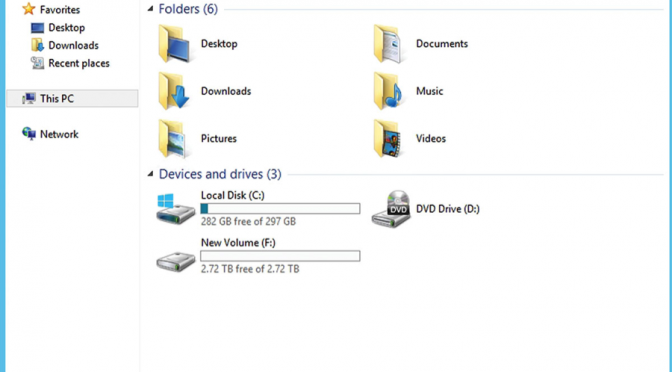 Favorites
Desktop
Downloads
Recent places
This PC
Network
Folders (6)
Desktop
Documents
Downloads
Music
Pictures
Videos
Devices and drives (3)
Local Disk (C:)
282 GB free of 297 GB
DVD
DVD Drive (D:)
New Volume (F:)
2.72 TB free of 2.72 TB